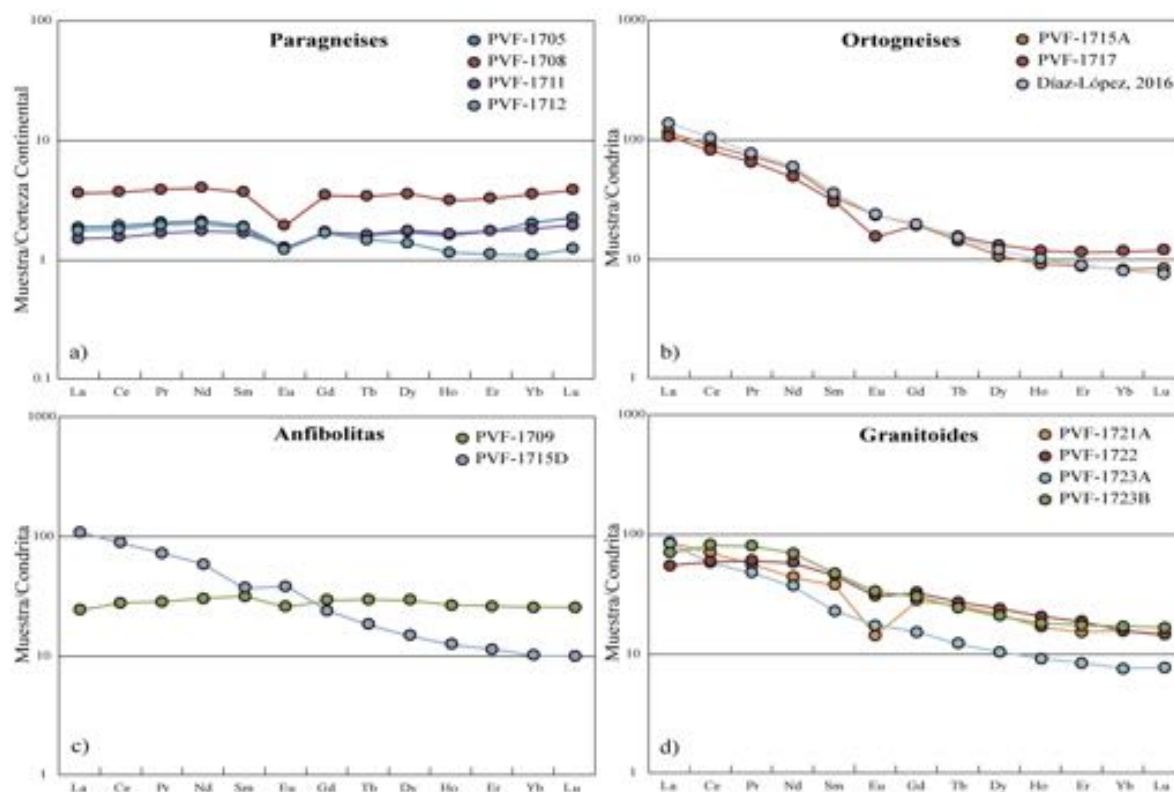 Paragneises
PVF-1705
PVF-1708
PVF-1711
PVF-1712
Muestra/Corteza Continental
100
10
1
0.1
a)
La Ce Pr Nd Sm Eu Gd Tb Dy Ho Er Yb Lu
Ortogneises
PVF-1715A
PVF-1717
Díaz-López, 2016
Muestra/Condrita
1000
100
10
1
b)
La Ce Pr Nd Sm Eu Gd Tb Dy Ho Er Yb Lu
Anfibolitas
PVF-1709
PVF-1715D
Muestra/Condrita
1000
100
10
1
c)
La Ce Pr Nd Sm Eu Gd Tb Dy Ho Er Yb Lu
Granitoides
PVF-1721A
PVF-1722
PVF-1723A
PVF-1723B
Muestra/Condrita
1000
100
10
1
d)
La Ce Pr Nd Sm Eu Gd Tb Dy Ho Er Yb Lu